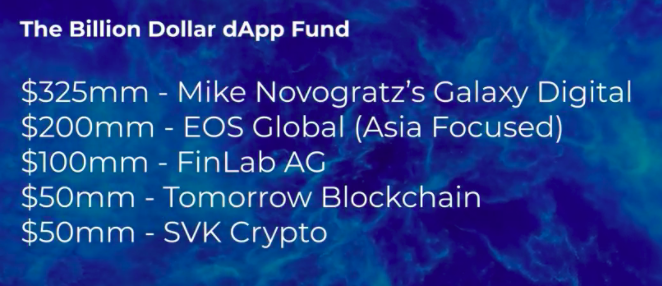 The Billion Dollar dApp Fund
$325mm - Mike Novogratz’s Galaxy Digital
$200mm - EOS Global (Asia Focused)
$100mm - FinLab AG
$50mm - Tomorrow Blockchain
$50mm - SVK Crypto